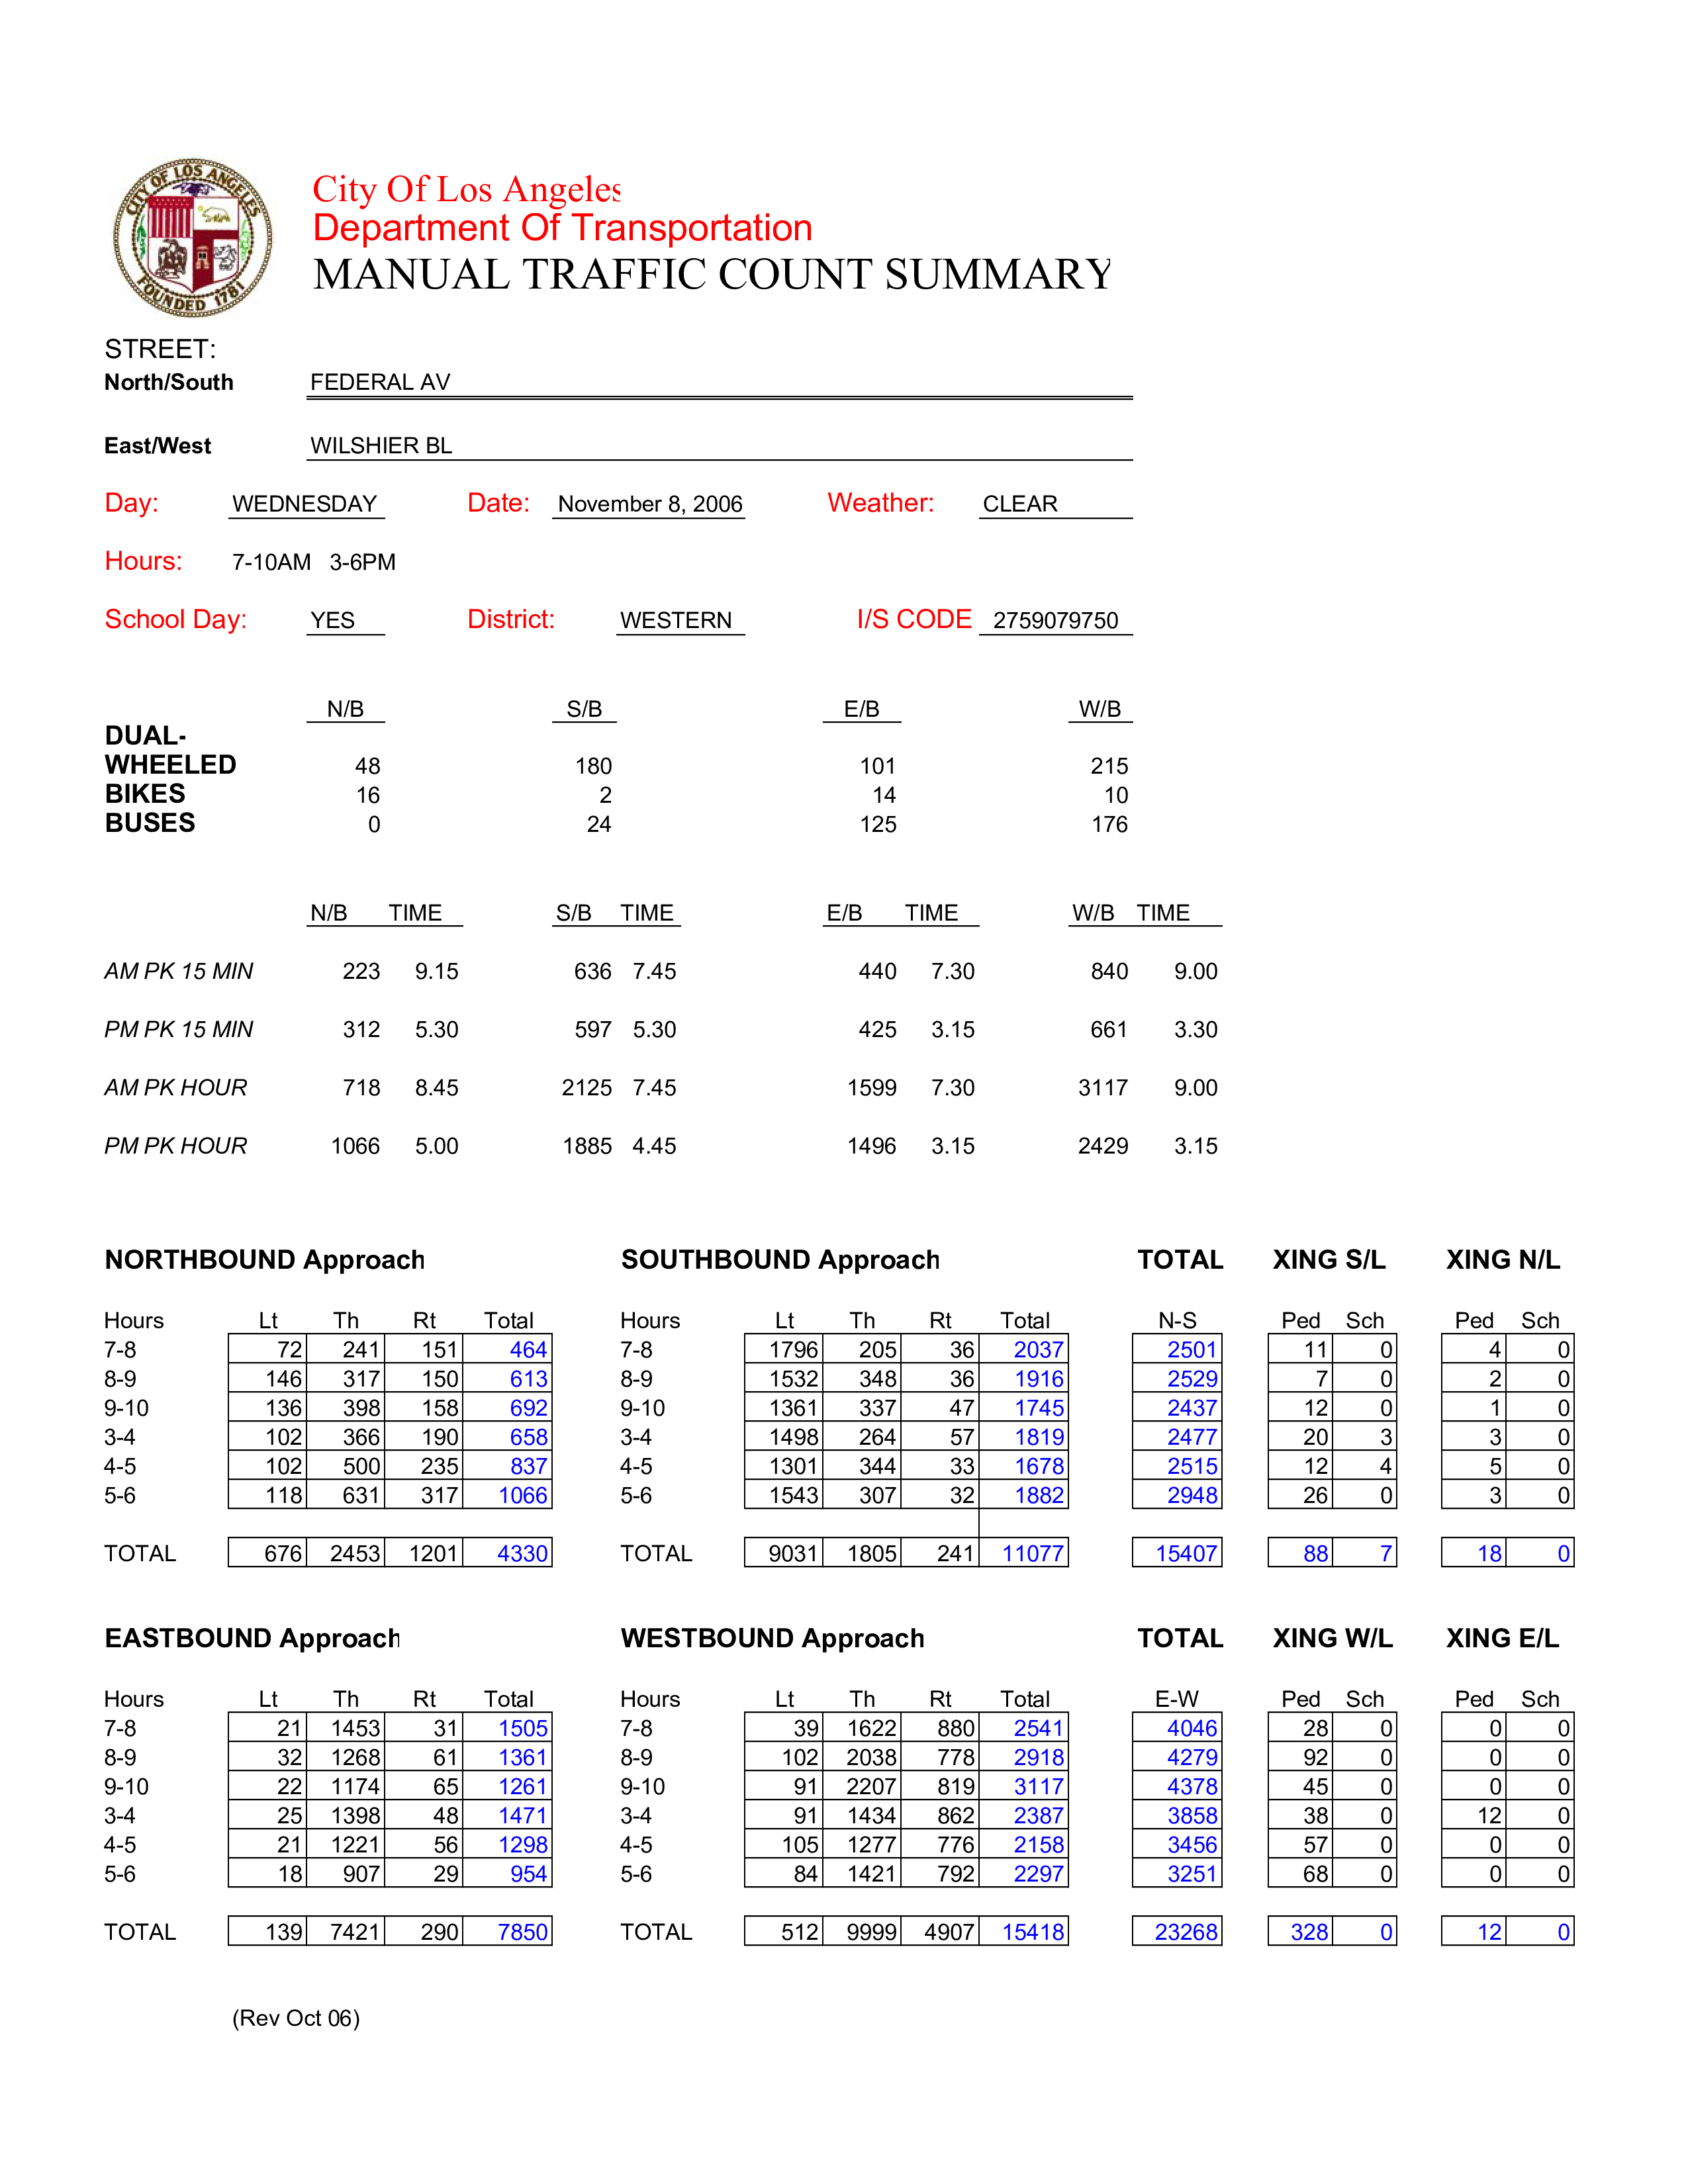 CITY OF LOS ANGELES
FOUNDED 1781
City Of Los Angeles
Department Of Transportation
MANUAL TRAFFIC COUNT SUMMARY
STREET:
North/South FEDERAL AV
East/West WILSHIER BL
Day: WEDNESDAY Date: November 8, 2006 Weather: CLEAR
Hours: 7-10AM 3-6PM
School Day: YES District: WESTERN I/S CODE 2759079750
N/B S/B E/B W/B
DUAL-
WHEELED 48 180 101 215
BIKES 16 2 14 10
BUSES 0 24 125 176
N/B TIME S/B TIME E/B TIME W/B TIME
AM PK 15 MIN 223 9.15 636 7.45 440 7.30 840 9.00
PM PK 15 MIN 312 5.30 597 5.30 425 3.15 661 3.30
AM PK HOUR 718 8.45 2125 7.45 1599 7.30 3117 9.00
PM PK HOUR 1066 5.00 1885 4.45 1496 3.15 2429 3.15
NORTHBOUND Approach SOUTHBOUND Approach TOTAL XING S/L XING N/L
Hours Lt Th Rt Total Hours Lt Th Rt Total N-S Ped Sch Ped Sch
7-8 72 241 151 464 7-8 1796 205 36 2037 2501 11 0 4 0
8-9 146 317 150 613 8-9 1532 348 36 1916 2529 7 0 2 0
9-10 136 398 158 692 9-10 1361 337 47 1745 2437 12 0 1 0
3-4 102 366 190 658 3-4 1498 264 57 1819 2477 20 3 3 0
4-5 102 500 235 837 4-5 1301 344 33 1678 2515 12 4 5 0
5-6 118 631 317 1066 5-6 1543 307 32 1882 2948 26 0 3 0
TOTAL 676 2453 1201 4330 TOTAL 9031 1805 241 11077 15407 88 7 18 0
EASTBOUND Approach WESTBOUND Approach TOTAL XING W/L XING E/L
Hours Lt Th Rt Total Hours Lt Th Rt Total E-W Ped Sch Ped Sch
7-8 21 1453 31 1505 7-8 39 1622 880 2541 4046 28 0 0 0
8-9 32 1268 61 1361 8-9 102 2038 778 2918 4279 92 0 0 0
9-10 22 1174 65 1261 9-10 91 2207 819 3117 4378 45 0 0 0
3-4 25 1398 48 1471 3-4 91 1434 862 2387 3858 38 0 12 0
4-5 21 1221 56 1298 4-5 105 1277 776 2158 3456 57 0 0 0
5-6 18 907 29 954 5-6 84 1421 792 2297 3251 68 0 0 0
TOTAL 139 7421 290 7850 TOTAL 512 9999 4907 15418 23268 328 0 12 0
(Rev Oct 06)